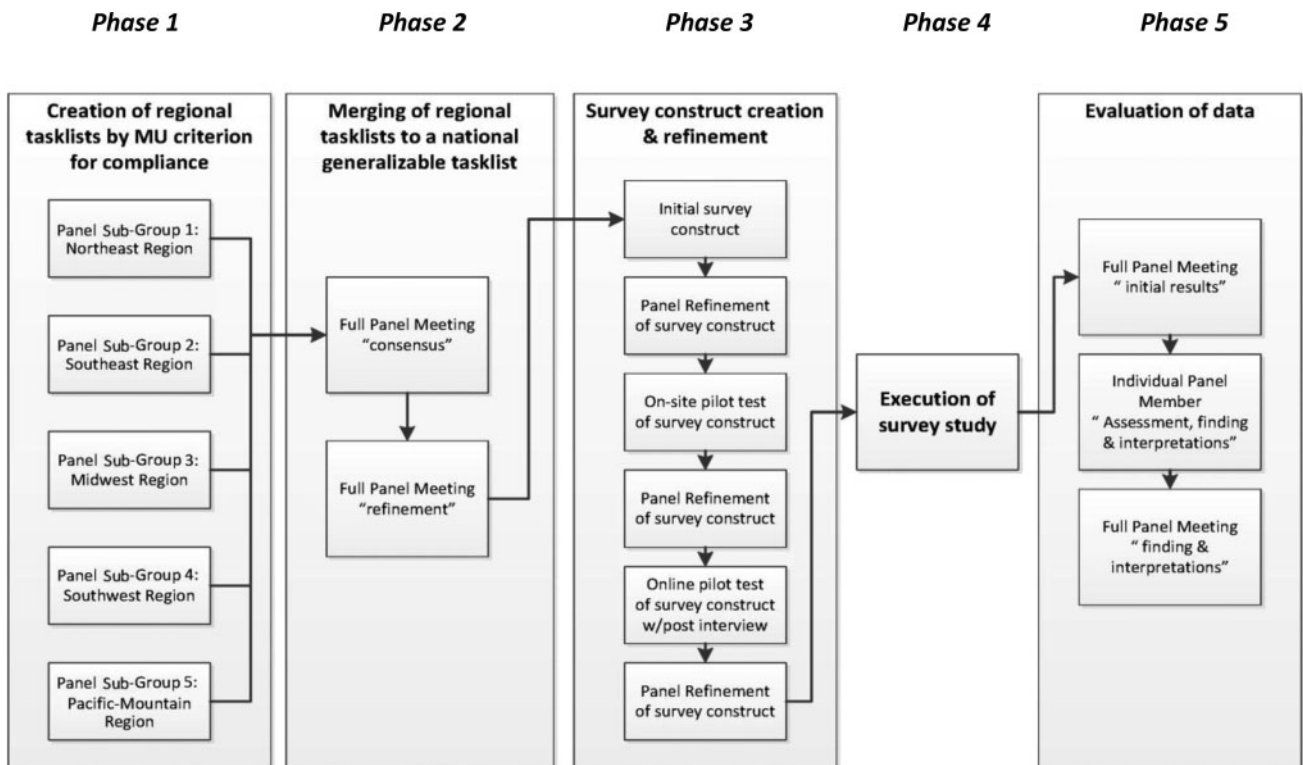 Phase 1
Phase 2
Phase 3
Phase 4
Phase 5
Creation of regional
tasklists by MU criterion
for compliance
Panel Sub-Group 1:
Northeast Region
Panel Sub-Group 2:
Southeast Region
Panel Sub-Group 3:
Midwest Region
Panel Sub-Group 4:
Southwest Region
Panel Sub-Group 5:
Pacific-Mountain
Region
Merging of regional
tasklists to a national
generalizable tasklist
Full Panel Meeting
“consensus”
Full Panel Meeting
“refinement”
Survey construct creation
& refinement
Initial survey
construct
Panel Refinement
of survey construct
On-site pilot test
of survey construct
Panel Refinement
of survey construct
Online pilot test
of survey construct
w/post interview
Panel Refinement
of survey construct
Execution of
survey study
Evaluation of data
Full Panel Meeting
“ initial results”
Individual Panel
Member
“ Assessment, finding
& interpretations”
Full Panel Meeting
“ finding &
interpretations”